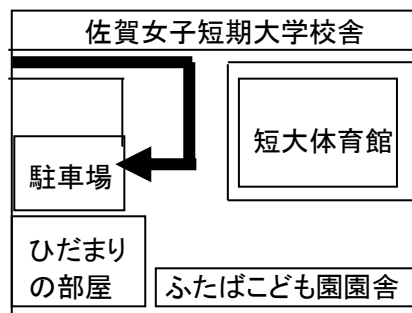 佐賀女子短期大学校舎
短大体育館
駐車場
ひだまり
の部屋
ふたばこども園園舎